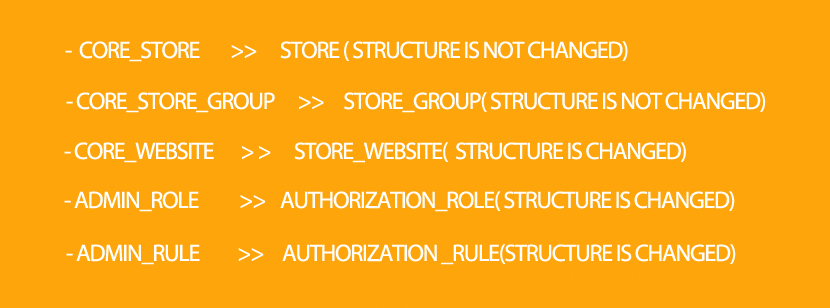 - CORE_STORE >> STORE ( STRUCTURE IS NOT CHANGED)
- CORE_STORE_GROUP >> STORE_GROUP( STRUCTURE IS NOT CHANGED)
- CORE_WEBSITE > > STORE_WEBSITE( STRUCTURE IS CHANGED)
- ADMIN_ROLE >> AUTHORIZATION_ROLE( STRUCTURE IS CHANGED)
- ADMIN_RULE >> AUTHORIZATION _RULE(STRUCTURE IS CHANGED)